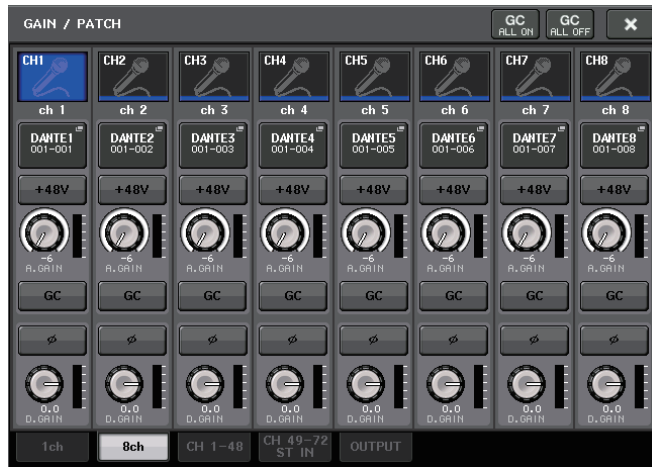 GAIN / PATCH
GC ALL ON
GC ALL OFF
CH1 CH2 CH3 CH4 CH5 CH6 CH7 CH8
ch 1 ch 2 ch 3 ch 4 ch 5 ch 6 ch 7 ch 8
DANTE1 DANTE2 DANTE3 DANTE4 DANTE5 DANTE6 DANTE7 DANTE8
001-001 001-002 001-003 001-004 001-005 001-006 001-007 001-008
+48V +48V +48V +48V +48V +48V +48V +48V
-6 -6 -6 -6 -6 -6 -6 -6
A.GAIN A.GAIN A.GAIN A.GAIN A.GAIN A.GAIN A.GAIN A.GAIN
GC GC GC GC GC GC GC GC
ø ø ø ø ø ø ø ø
0.0 0.0 0.0 0.0 0.0 0.0 0.0 0.0
D.GAIN D.GAIN D.GAIN D.GAIN D.GAIN D.GAIN D.GAIN D.GAIN
1ch 8ch CH 1-48 CH 49-72 ST IN OUTPUT